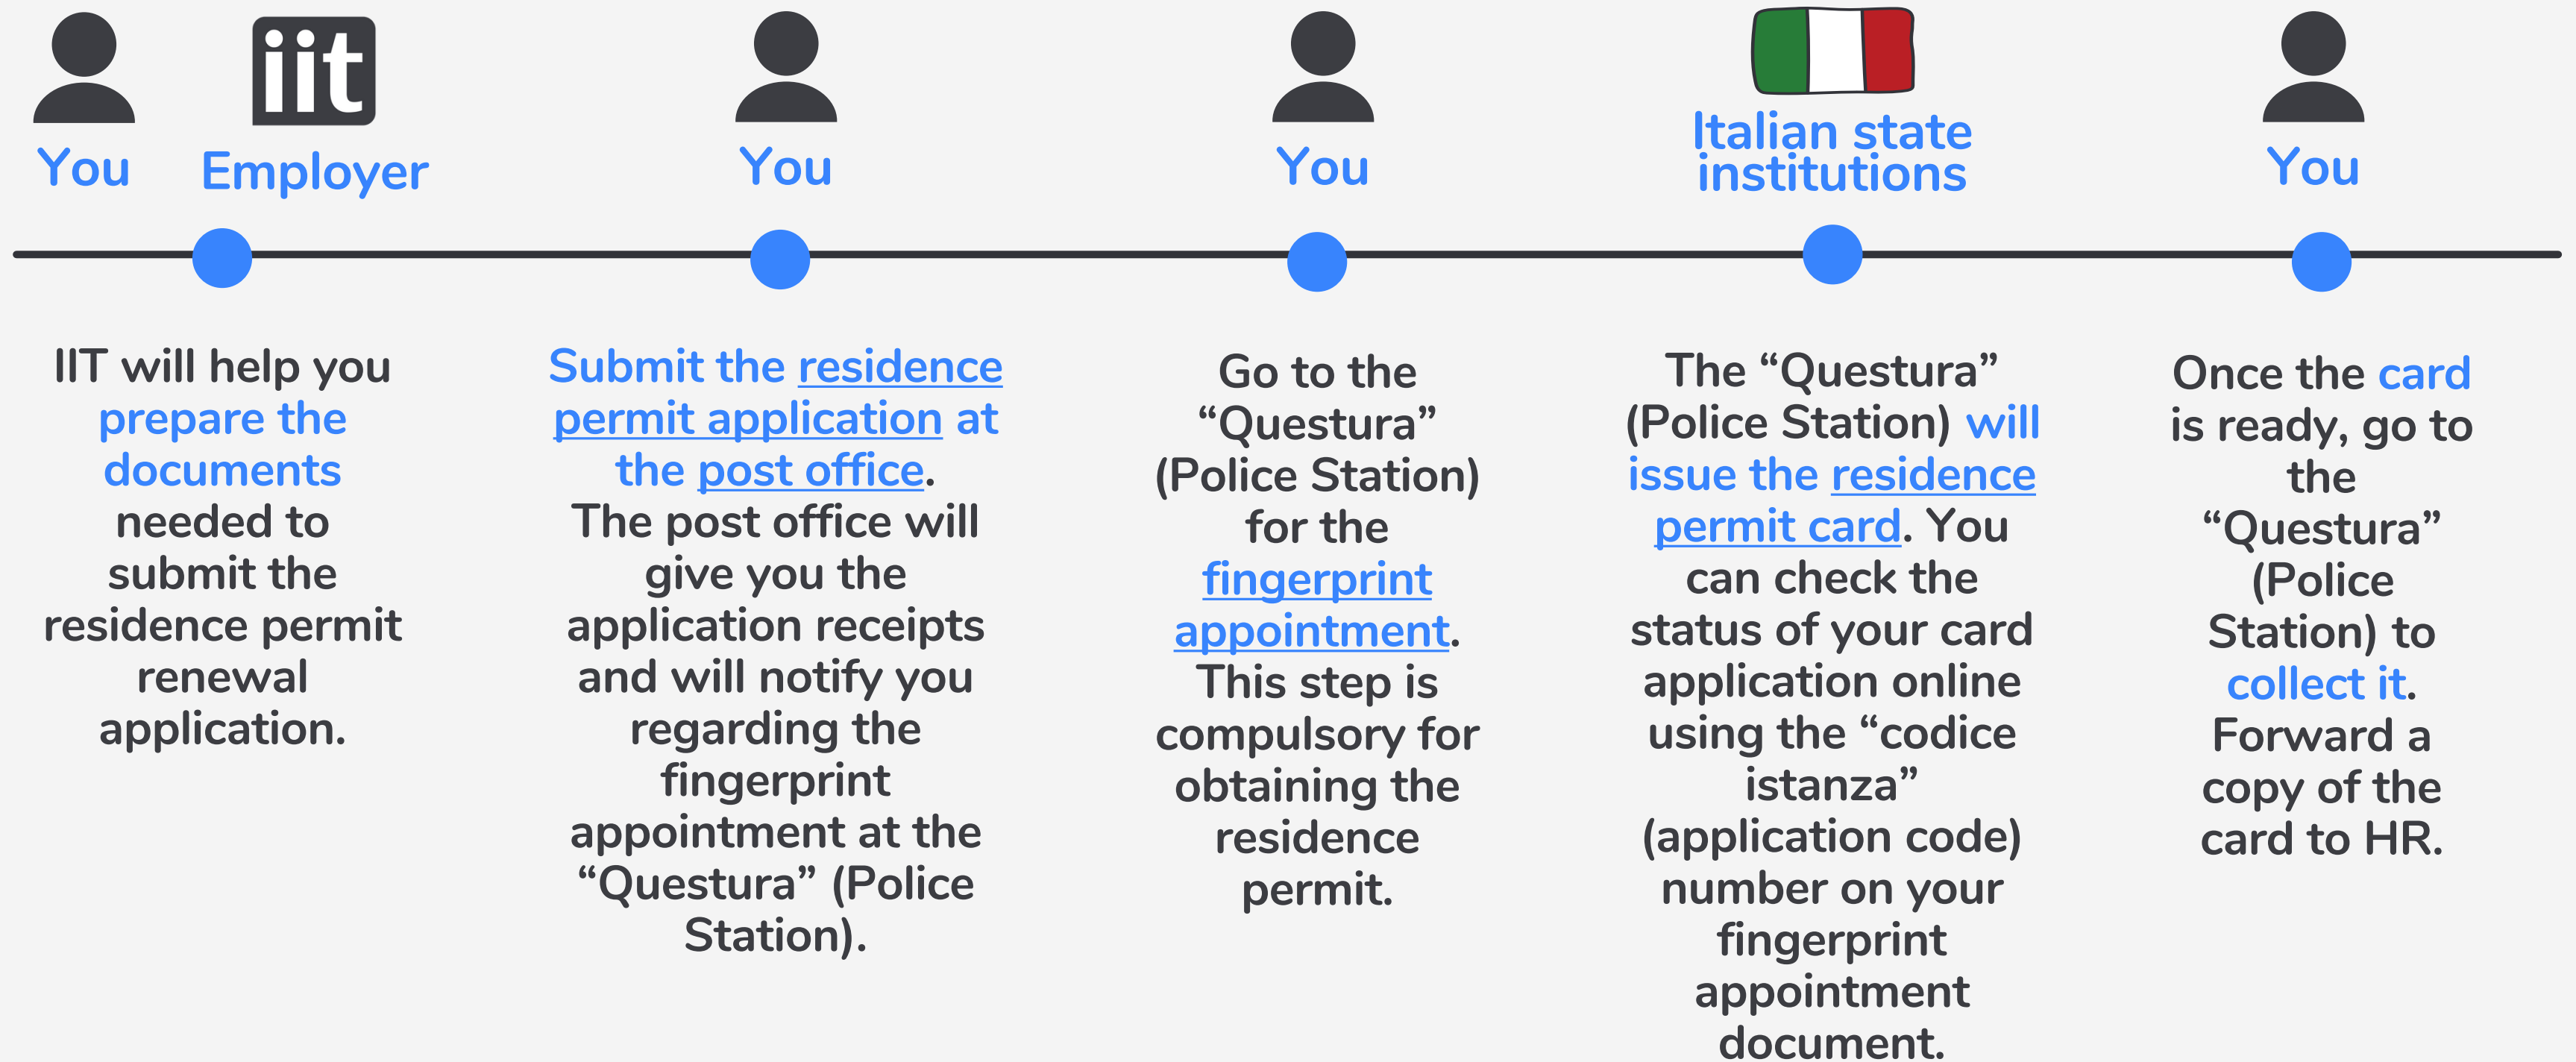 You
iit
Employer
You
You
Italian state
institutions
You
IIT will help you
prepare the
documents
needed to
submit the
residence permit
renewal
application.
Submit the residence
permit application at
the post office.
The post office will
give you the
application receipts
and will notify you
regarding the
fingerprint
appointment at the
“Questura” (Police
Station).
Go to the
“Questura”
(Police Station)
for the
fingerprint
appointment.
This step is
compulsory for
obtaining the
residence
permit.
The “Questura”
(Police Station) will
issue the residence
permit card. You
can check the
status of your card
application online
using the “codice
istanza”
(application code)
number on your
fingerprint
appointment
document.
Once the card
is ready, go to
the
“Questura”
(Police
Station) to
collect it.
Forward a
copy of the
card to HR.